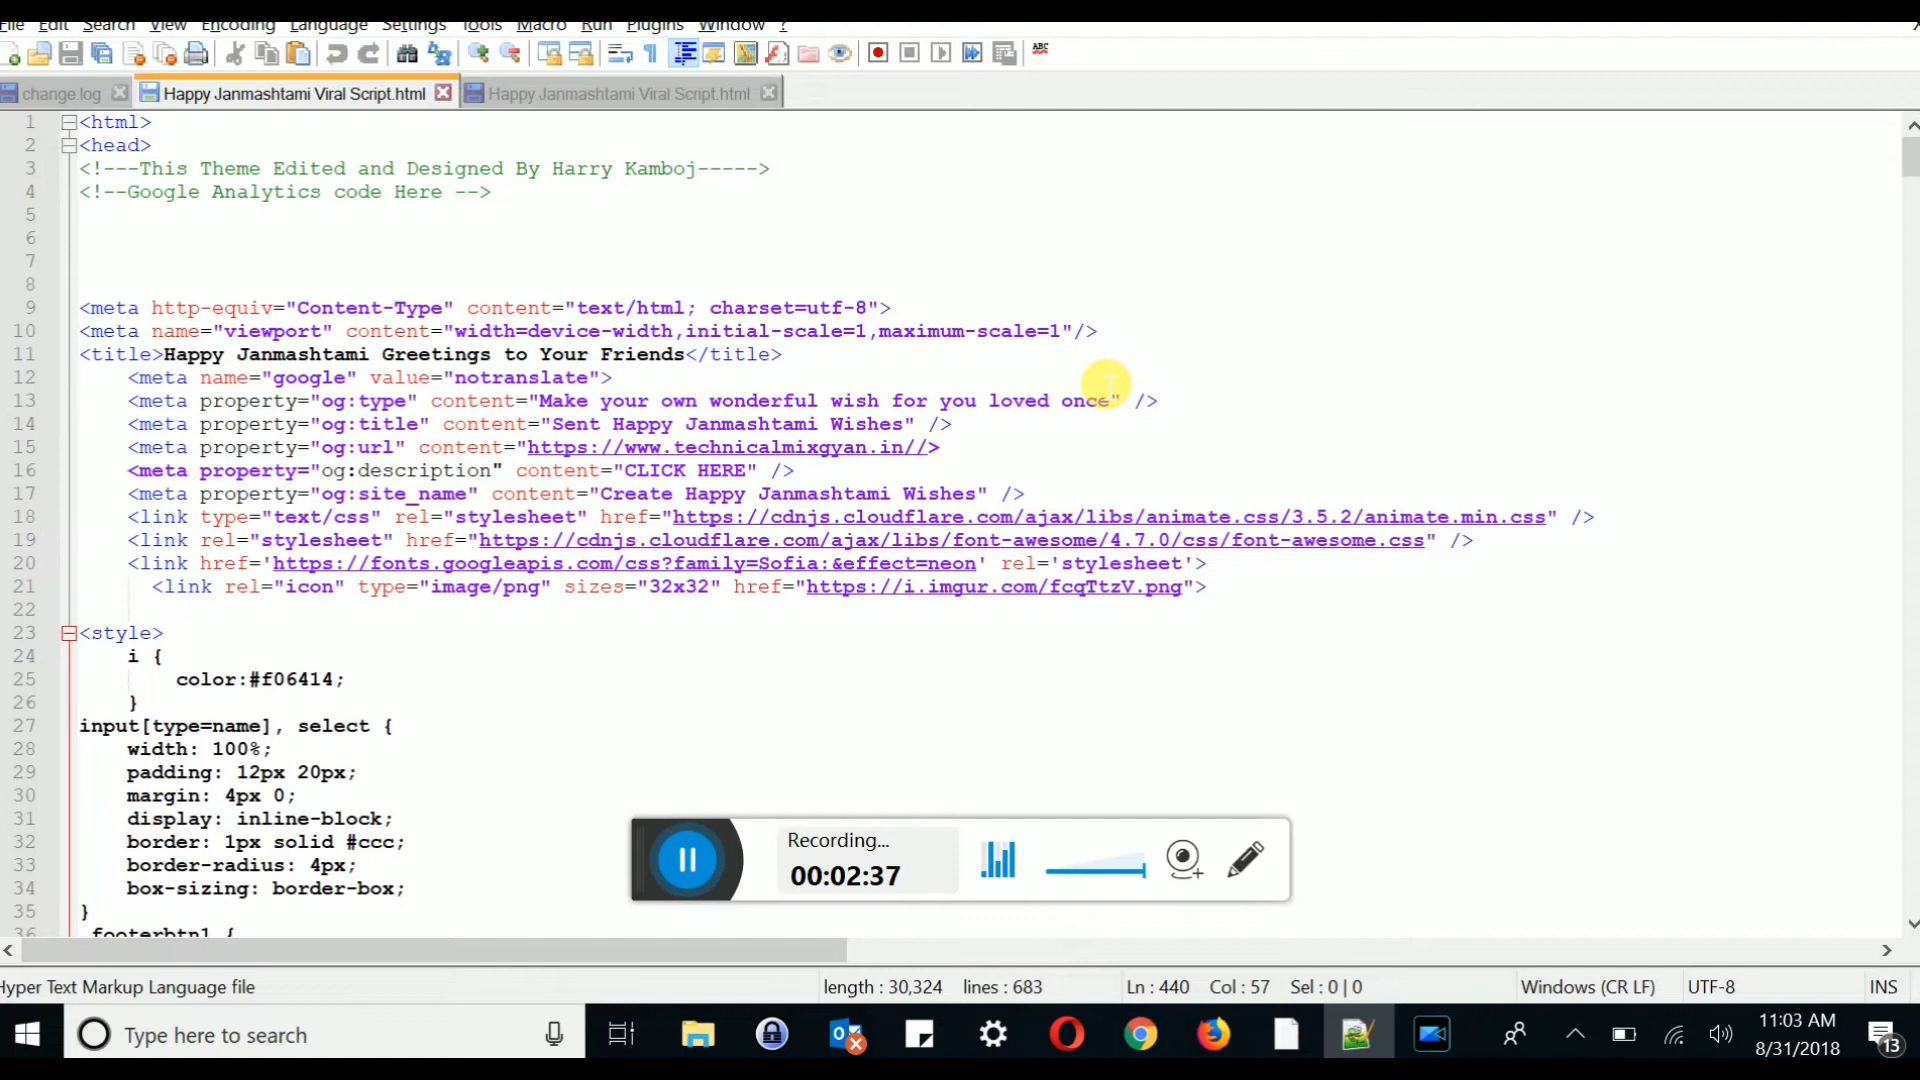 File Edit Search View Encoding Language Settings Tools Macro Run Plugins Window ?
ABC
change.log Happy Janmashtami Viral Script.html Happy Janmashtami Viral Script.html
1 <html>
2 <head>
3 <!---This Theme Edited and Designed By Harry Kamboj----->
4 <!--Google Analytics code Here -->
5
6
7
8
9 <meta http-equiv="Content-Type" content="text/html; charset=utf-8">
10 <meta name="viewport" content="width=device-width,initial-scale=1,maximum-scale=1"/>
11 <title>Happy Janmashtami Greetings to Your Friends</title>
12 <meta name="google" value="notranslate">
13 <meta property="og:type" content="Make your own wonderful wish for you loved once" />
14 <meta property="og:title" content="Sent Happy Janmashtami Wishes" />
15 <meta property="og:url" content="https://www.technicalmixgyan.in//>
16 <meta property="og:description" content="CLICK HERE" />
17 <meta property="og:site_name" content="Create Happy Janmashtami Wishes" />
18 <link type="text/css" rel="stylesheet" href="https://cdnjs.cloudflare.com/ajax/libs/animate.css/3.5.2/animate.min.css" />
19 <link rel="stylesheet" href="https://cdnjs.cloudflare.com/ajax/libs/font-awesome/4.7.0/css/font-awesome.css" />
20 <link href='https://fonts.googleapis.com/css?family=Sofia:&effect=neon' rel='stylesheet'>
21 <link rel="icon" type="image/png" sizes="32x32" href="https://i.imgur.com/fcqTtzV.png">
22
23 <style>
24 i {
25 color:#f06414;
26 }
27 input[type=name], select {
28 width: 100%;
29 padding: 12px 20px;
30 margin: 4px 0;
31 display: inline-block;
32 border: 1px solid #ccc;
33 border-radius: 4px;
34 box-sizing: border-box;
35 }
36 .footerbtn1 {
Recording...
00:02:37
Hyper Text Markup Language file length : 30,324 lines : 683 Ln : 440 Col : 57 Sel : 0 | 0 Windows (CR LF) UTF-8 INS
Type here to search
11:03 AM
8/31/2018
13